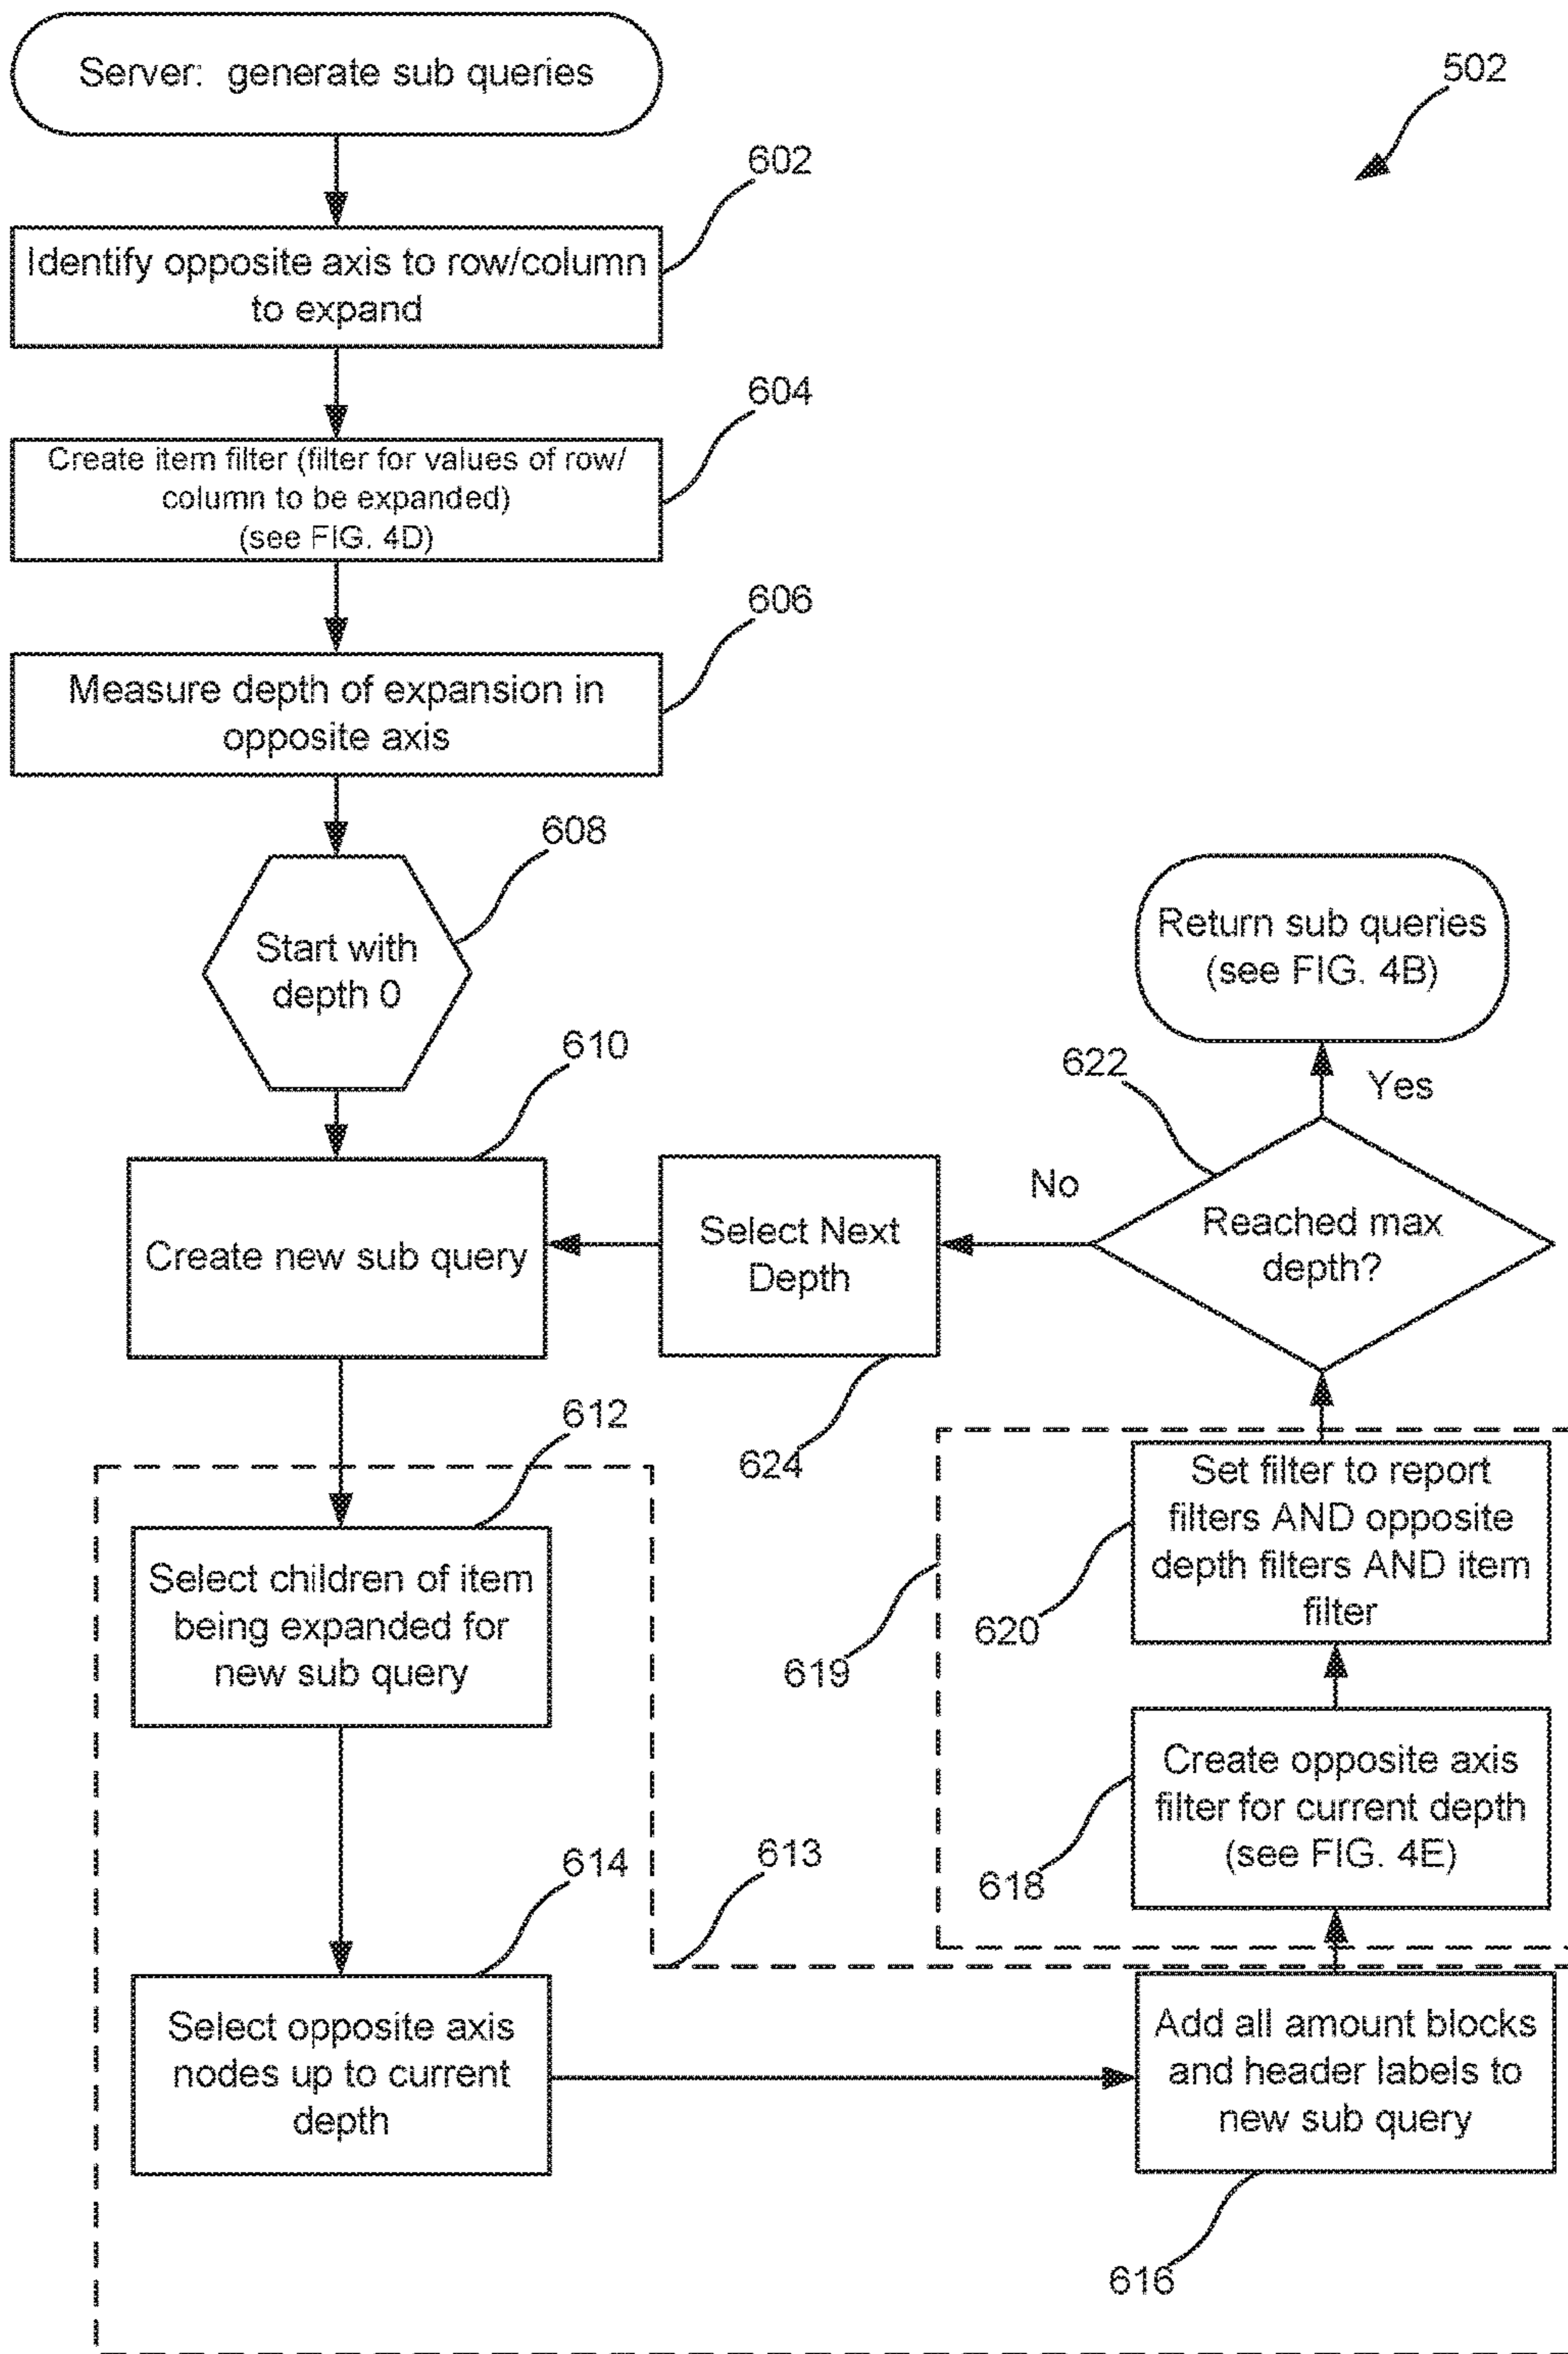 Server: generate sub queries
502
602
Identify opposite axis to row/column
to expand
604
Create item filter (filter for values of row/
column to be expanded)
(see FIG. 4D)
606
Measure depth of expansion in
opposite axis
608
Start with
depth 0
610
Create new sub query
612
Select children of item
being expanded for
new sub query
613
614
Select opposite axis
nodes up to current
depth
Add all amount blocks
and header labels to
new sub query
616
Create opposite axis
filter for current depth
(see FIG. 4E)
618
619
Set filter to report
filters AND opposite
depth filters AND item
filter
620
Reached max
depth?
622
No
Select Next
Depth
624
Yes
Return sub queries
(see FIG. 4B)